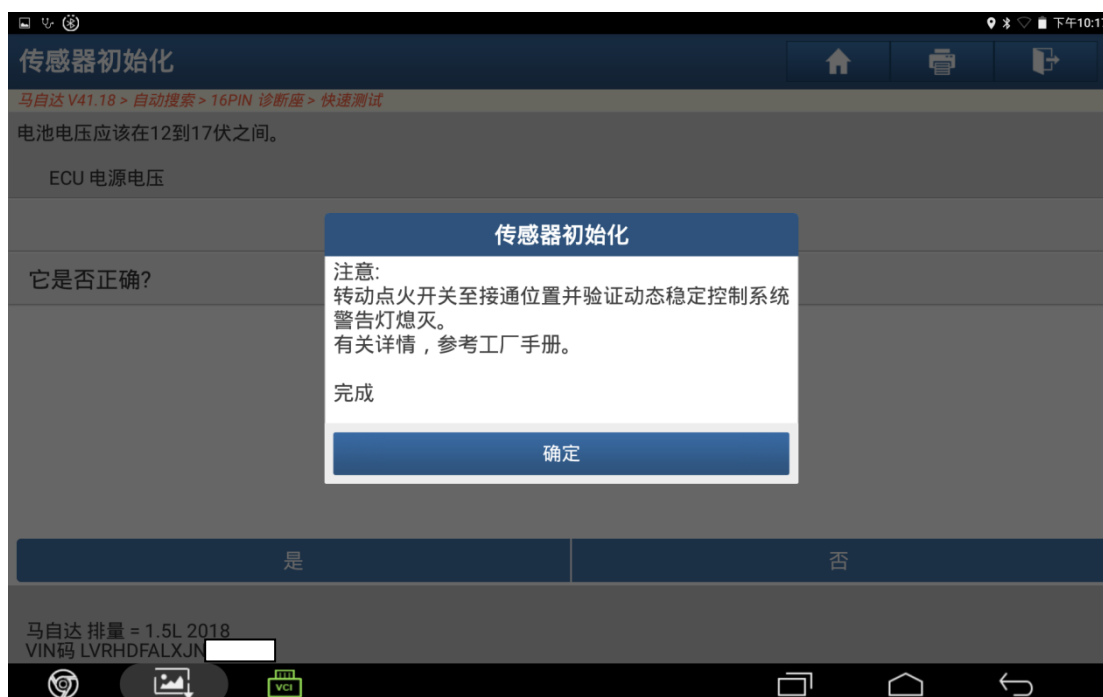 下午10:17
传感器初始化
马自达 V41.18 > 自动搜索 > 16PIN 诊断座 > 快速测试
电池电压应该在12到17伏之间。
ECU 电源电压
传感器初始化
它是否正确?
注意:
转动点火开关至接通位置并验证动态稳定控制系统
警告灯熄灭。
有关详情，参考工厂手册。
完成
确定
是
否
马自达 排量 = 1.5L 2018
VIN码 LVRHDFALXJN
VCI